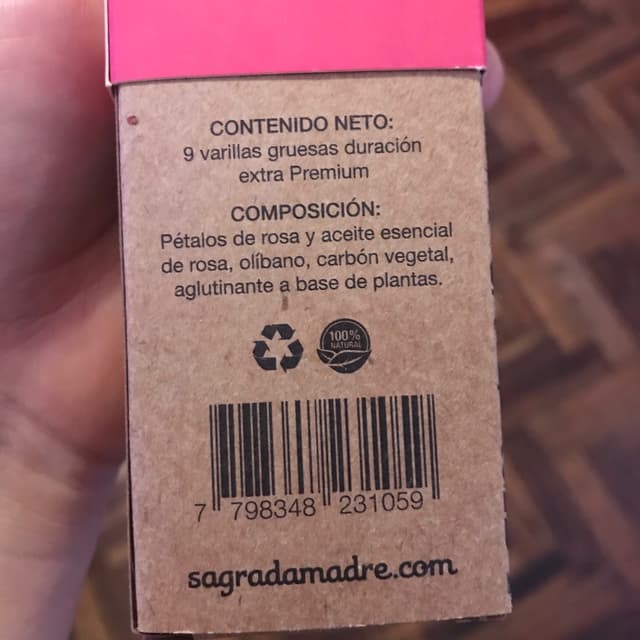 CONTENIDO NETO:
9 varillas gruesas duración
extra Premium
COMPOSICIÓN:
Pétalos de rosa y aceite esencial
de rosa, olíbano, carbón vegetal,
aglutinante a base de plantas.
100%
NATURAL
7 798348 231059
sagradamadre.com